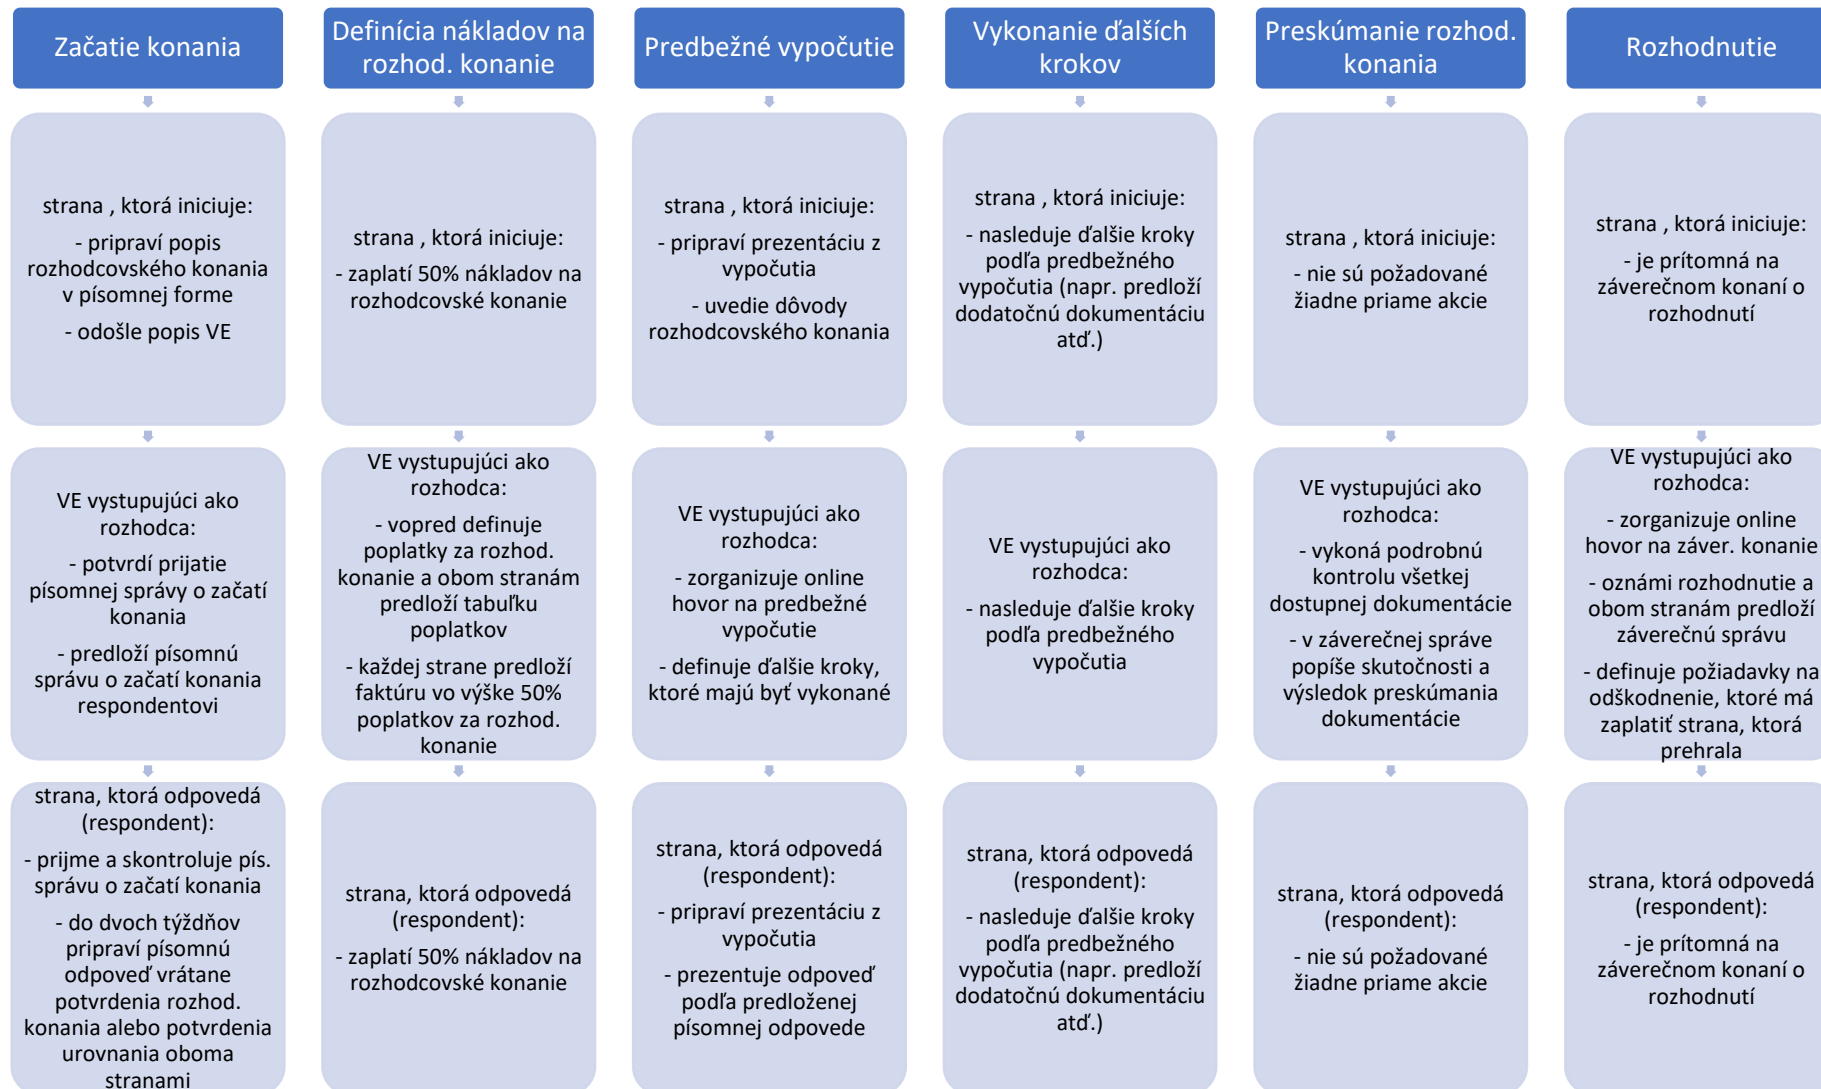 Začatie konania
strana , ktorá iniciuje:
- pripraví popis
rozhodcovského konania
v písomnej forme
- odošle popis VE
VE vystupujúci ako
rozhodca:
- potvrdí prijatie
písomnej správy o začatí
konania
- predloží písomnú
správu o začatí konania
respondentovi
strana, ktorá odpovedá
(respondent):
- prijme a skontroluje pís.
správu o začatí konania
- do dvoch týždňov
pripraví písomnú
odpoveď vrátane
potvrdenia rozhod.
konania alebo potvrdenia
urovnania oboma
stranami
Definícia nákladov na
rozhod. konanie
strana , ktorá iniciuje:
- zaplatí 50% nákladov na
rozhodcovské konanie
VE vystupujúci ako
rozhodca:
- vopred definuje
poplatky za rozhod.
konanie a obom stranám
predloží tabuľku
poplatkov
- každej strane predloží
faktúru vo výške 50%
poplatkov za rozhod.
konanie
strana, ktorá odpovedá
(respondent):
- zaplatí 50% nákladov na
rozhodcovské konanie
Predbežné vypočutie
strana , ktorá iniciuje:
- pripraví prezentáciu z
vypočutia
- uvedie dôvody
rozhodcovského konania
VE vystupujúci ako
rozhodca:
- zorganizuje online
hovor na predbežné
vypočutie
- definuje ďalšie kroky,
ktoré majú byť vykonané
strana, ktorá odpovedá
(respondent):
- pripraví prezentáciu z
vypočutia
- prezentuje odpoveď
podľa predloženej
písomnej odpovede
Vykonanie ďalších
krokov
strana , ktorá iniciuje:
- nasleduje ďalšie kroky
podľa predbežného
vypočutia (napr. predloží
dodatočnú dokumentáciu
atď.)
VE vystupujúci ako
rozhodca:
- nasleduje ďalšie kroky
podľa predbežného
vypočutia
strana, ktorá odpovedá
(respondent):
- nasleduje ďalšie kroky
podľa predbežného
vypočutia (napr. predloží
dodatočnú dokumentáciu
atď.)
Preskúmanie rozhod.
konania
strana , ktorá iniciuje:
- nie sú požadované
žiadne priame akcie
VE vystupujúci ako
rozhodca:
- vykoná podrobnú
kontrolu všetkej
dostupnej dokumentácie
- v záverečnej správe
popíše skutočnosti a
výsledok preskúmania
dokumentácie
strana, ktorá odpovedá
(respondent):
- nie sú požadované
žiadne priame akcie
Rozhodnutie
strana , ktorá iniciuje:
- je prítomná na
záverečnom konaní o
rozhodnutí
VE vystupujúci ako
rozhodca:
- zorganizuje online
hovor na záver. konanie
- oznámi rozhodnutie a
obom stranám predloží
záverečnú správu
- definuje požiadavky na
odškodnenie, ktoré má
zaplatiť strana, ktorá
prehrala
strana, ktorá odpovedá
(respondent):
- je prítomná na
záverečnom konaní o
rozhodnutí